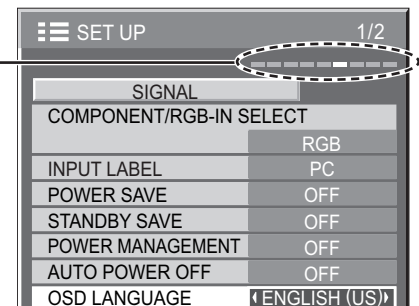 SET UP 1/2
SIGNAL
COMPONENT/RGB-IN SELECT
RGB
INPUT LABEL PC
POWER SAVE OFF
STANDBY SAVE OFF
POWER MANAGEMENT OFF
AUTO POWER OFF OFF
OSD LANGUAGE ENGLISH (US)